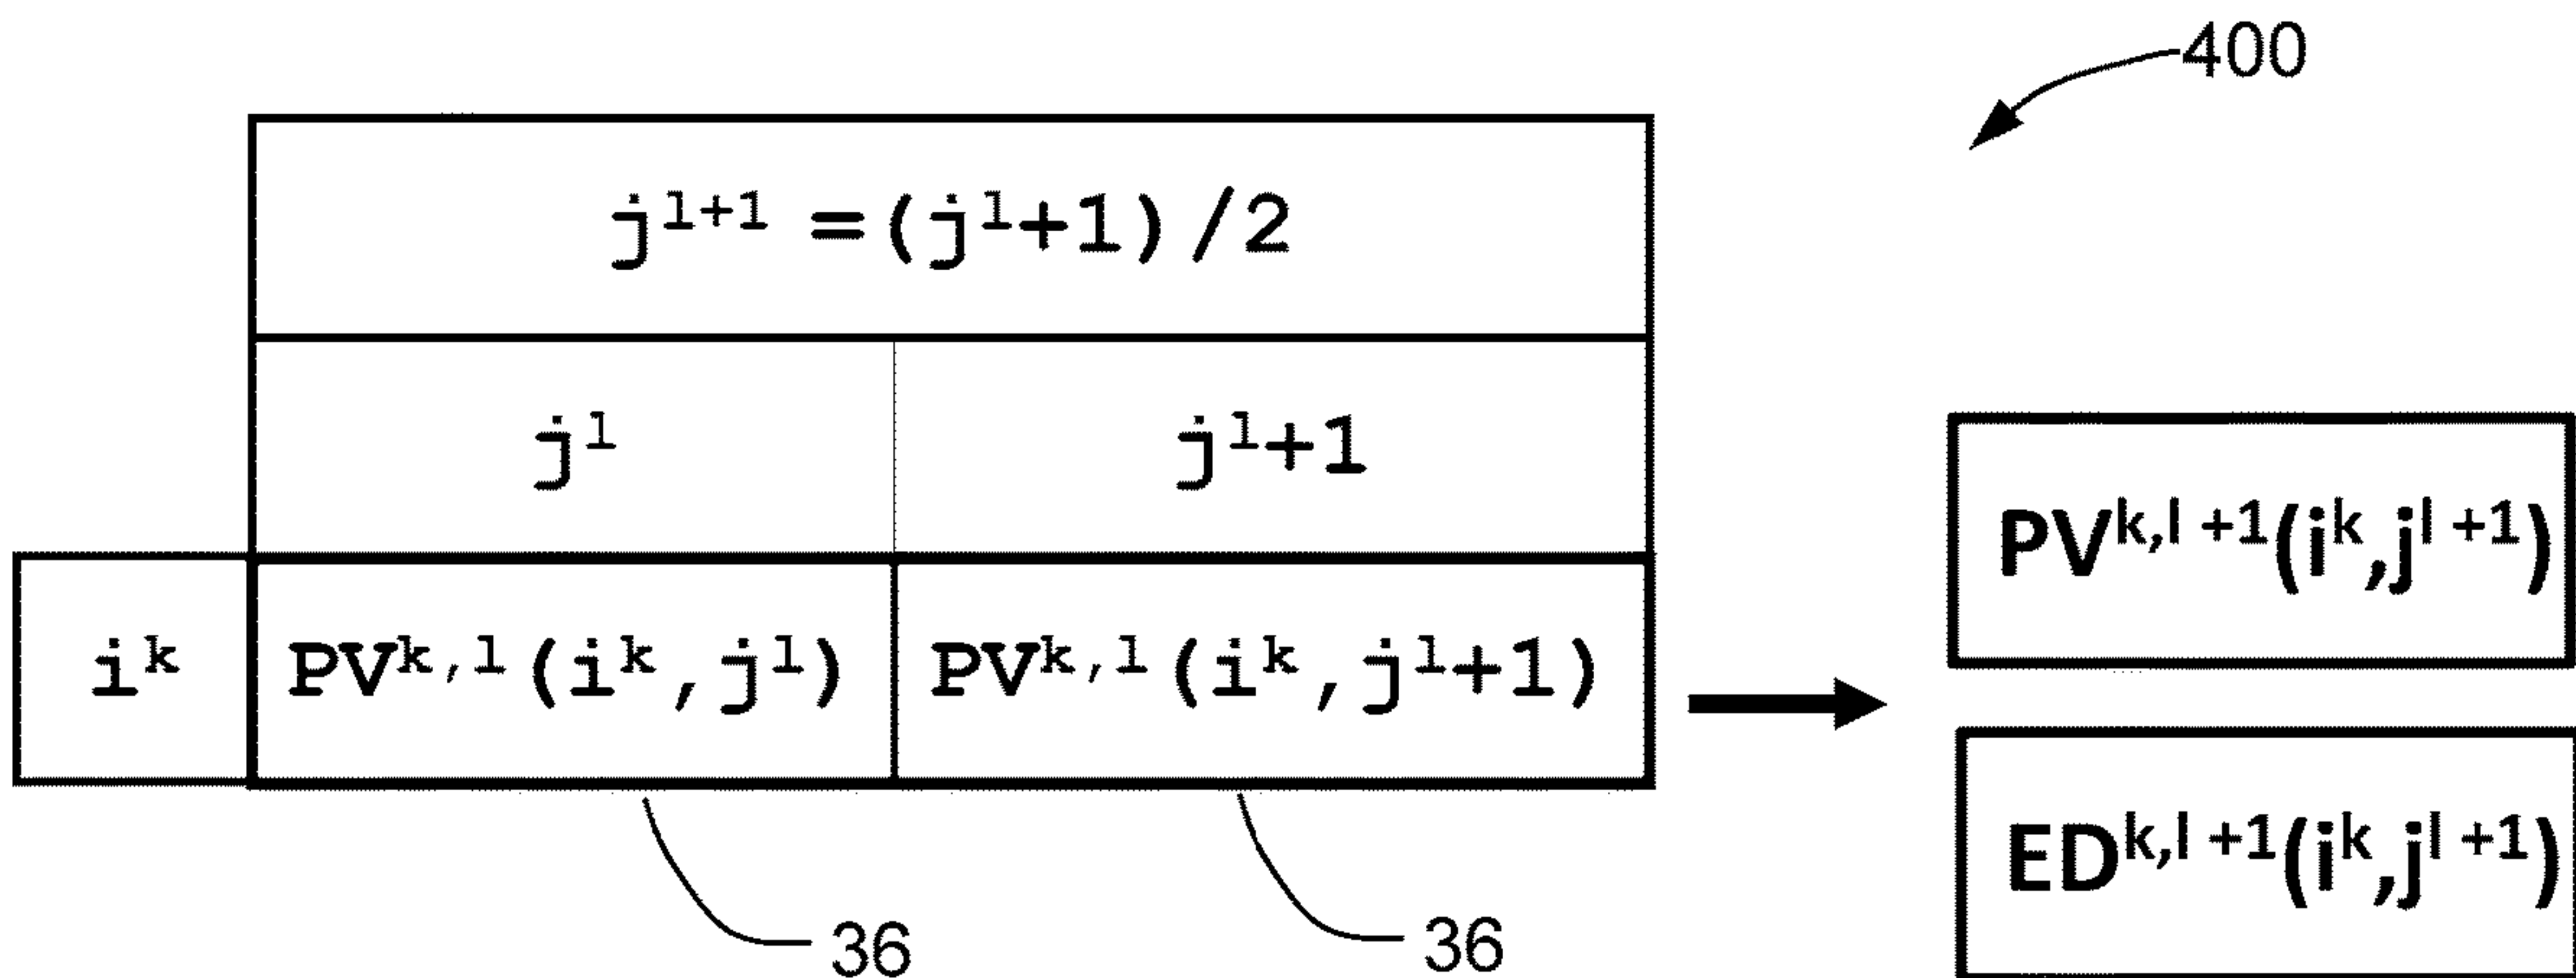 400
j^{l+1} =(j^l+1)/2
j^l j^l+1
i^k PV^{k,l}(i^k,j^l) PV^{k,l}(i^k,j^l+1)
PV^{k,l +1}(i^k,j^{l +1})
ED^{k,l +1}(i^k,j^{l +1})
36 36